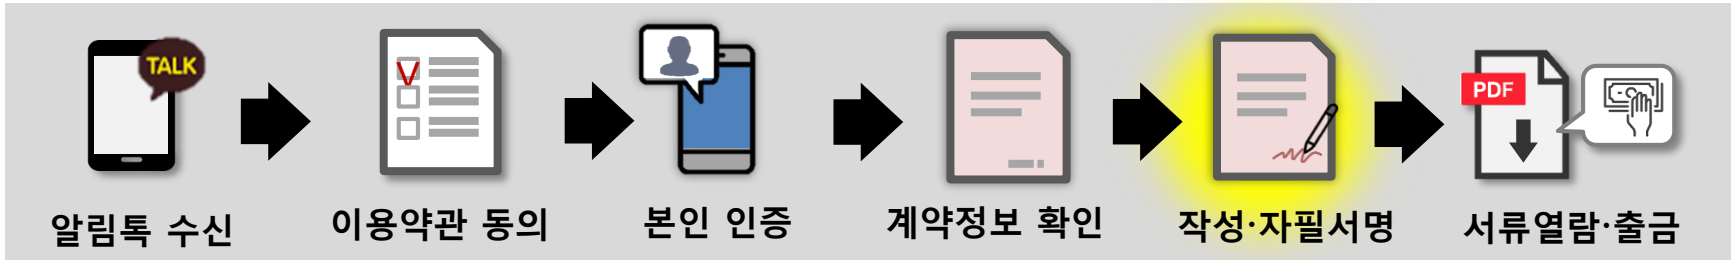 TALK
PDF
알림톡 수신
이용약관 동의
본인 인증
계약정보 확인
작성·자필서명
서류열람·출금